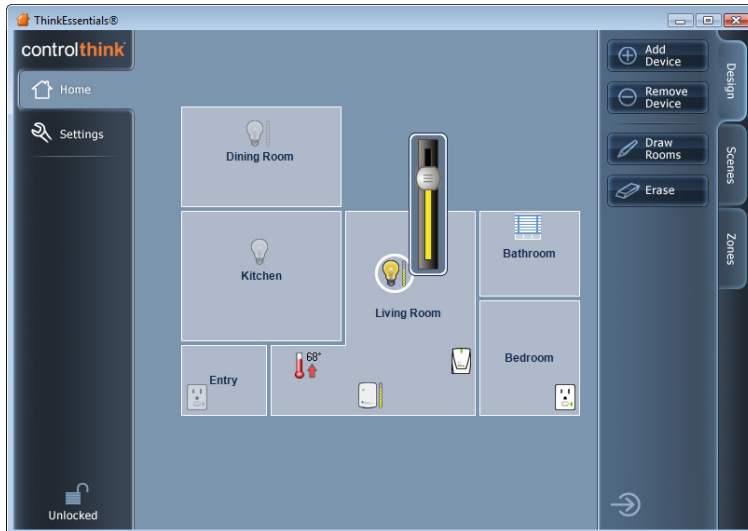 ThinkEssentials®
controlthink
Home
Settings
Unlocked
Dining Room
Kitchen
Living Room
Bathroom
Bedroom
Entry
68°
Add
Device
Remove
Device
Draw
Rooms
Erase
Design
Scenes
Zones